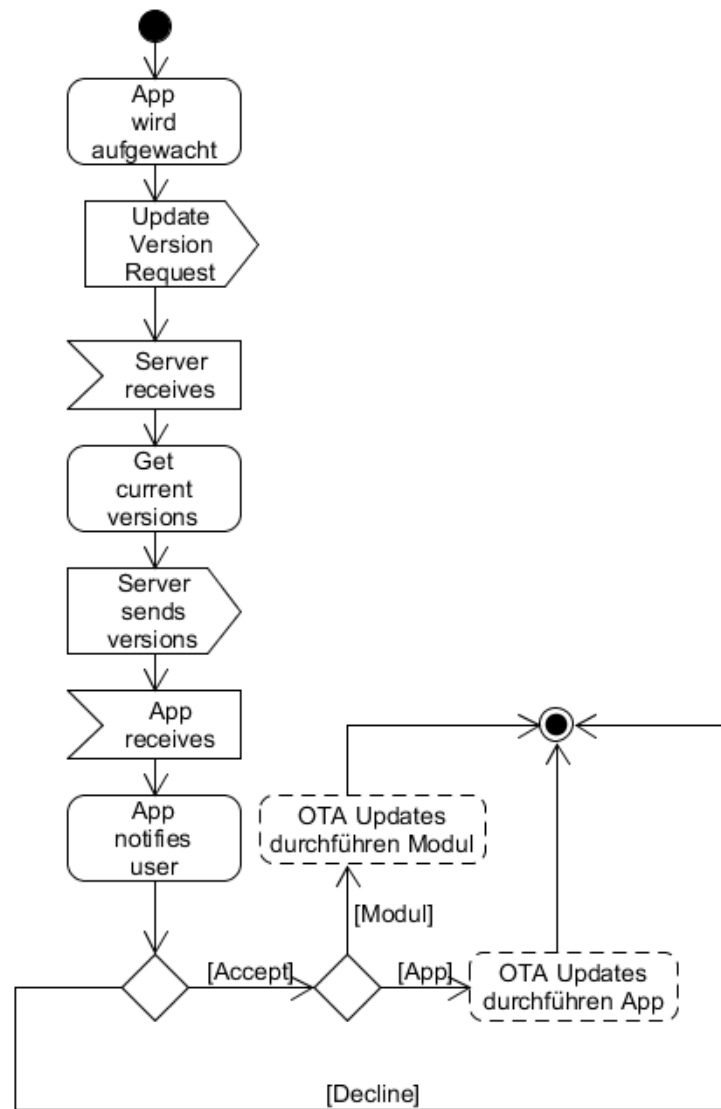 App
wird
aufgewacht
Update
Version
Request
Server
receives
Get
current
versions
Server
sends
versions
App
receives
App
notifies
user
OTA Updates
durchführen Modul
[Modul]
[Accept]
[App]
OTA Updates
durchführen App
[Decline]